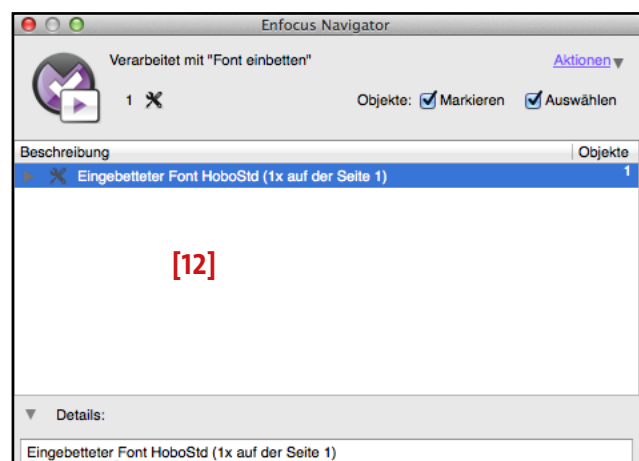 Enfocus Navigator
Verarbeitet mit "Font einbetten"
Aktionen
1
Objekte: Markieren Auswählen
Beschreibung Objekte
Eingebetteter Font HoboStd (1x auf der Seite 1) 1
[12]
Details:
Eingebetteter Font HoboStd (1x auf der Seite 1)